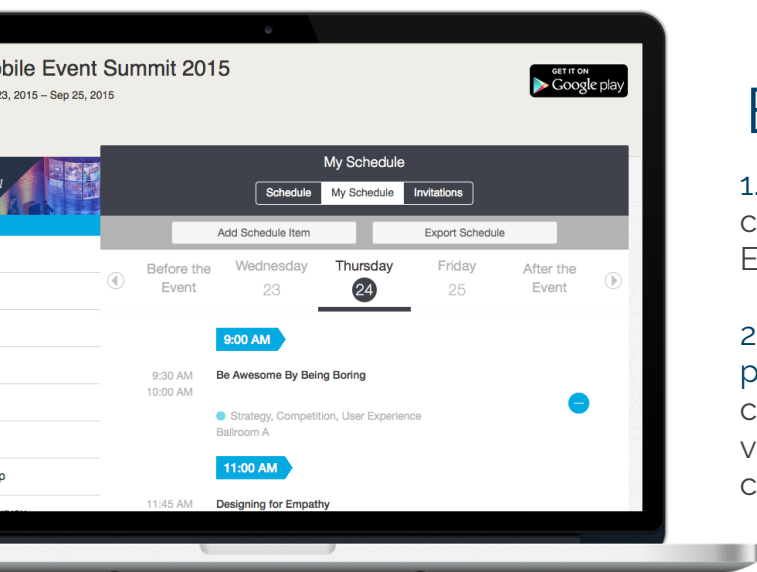 bile Event Summit 2015
23, 2015 – Sep 25, 2015
GET IT ON
Google play
My Schedule
Schedule My Schedule Invitations
Add Schedule Item Export Schedule
Before the Event
Wednesday 23
Thursday 24
Friday 25
After the Event
9:00 AM
9:30 AM Be Awesome By Being Boring
10:00 AM
Strategy, Competition, User Experience
Ballroom A
11:00 AM
11:45 AM Designing for Empathy
p
1.
c
E
2
p
c
v
c